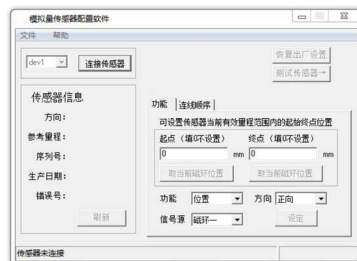 模拟量传感器配置软件
文件 帮助
dev1 连接传感器
恢复出厂设置
测试传感器→
传感器信息
方向：
参考量程：
序列号：
生产日期：
错误号：
刷新
功能 连线顺序
可设置传感器当前有效量程范围内的起始终点位置
起点（填0不设置） 终点（填0不设置）
0 mm 0 mm
取当前磁环位置 取当前磁环位置
功能 位置 方向 正向
信号源 磁环一 设定
传感器未连接